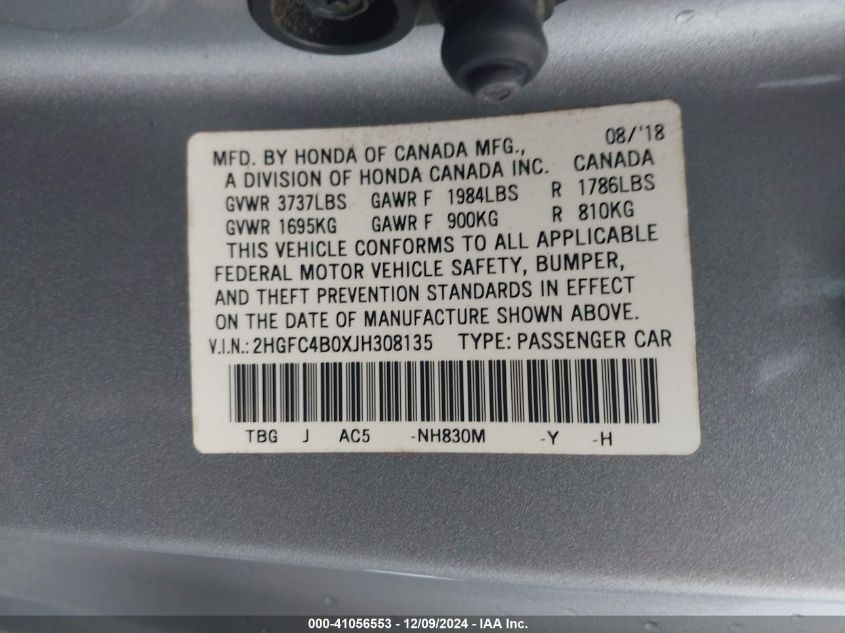 08/'18
MFD. BY HONDA OF CANADA MFG.,
A DIVISION OF HONDA CANADA INC. CANADA
GVWR 3737LBS GAWR F 1984LBS R 1786LBS
GVWR 1695KG GAWR F 900KG R 810KG
THIS VEHICLE CONFORMS TO ALL APPLICABLE
FEDERAL MOTOR VEHICLE SAFETY, BUMPER,
AND THEFT PREVENTION STANDARDS IN EFFECT
ON THE DATE OF MANUFACTURE SHOWN ABOVE.
V.I.N.: 2HGFC4B0XJH308135 TYPE: PASSENGER CAR
TBG J AC5 -NH830M -Y -H
000-41056553 - 12/09/2024 - IAA Inc.